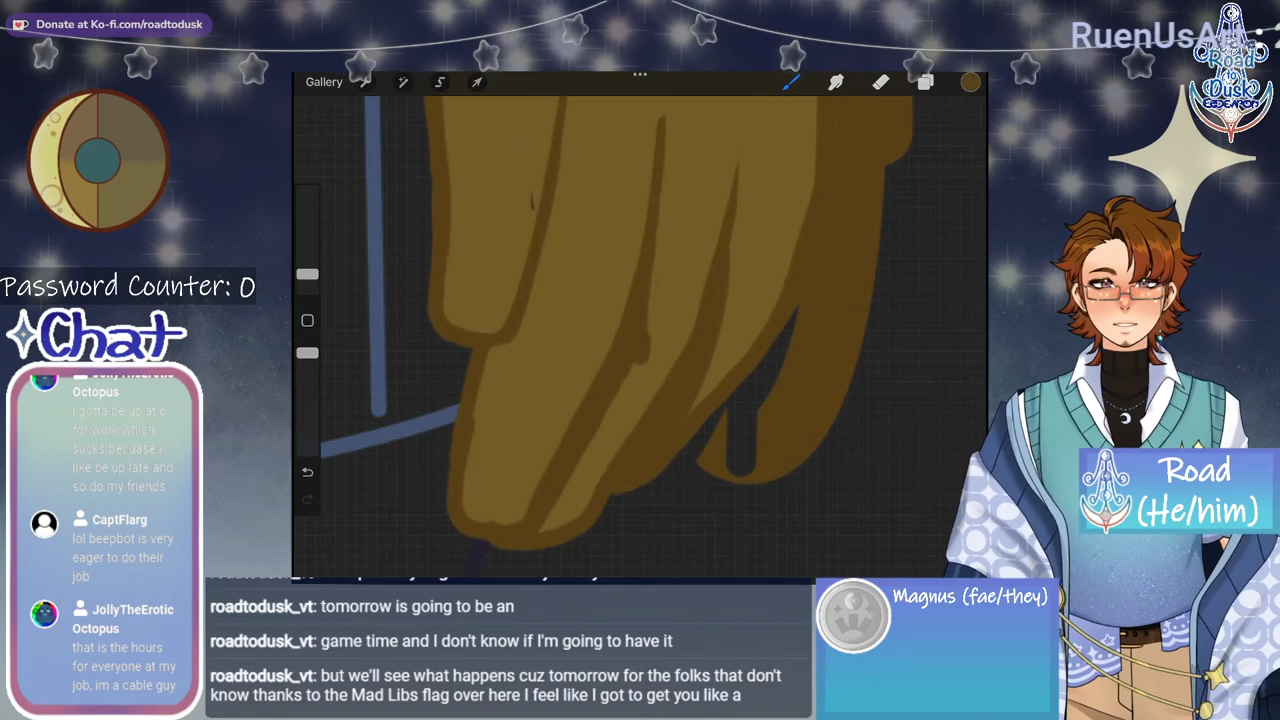 Donate at Ko-fi.com/roadtodusk
Road
to
Dusk
Gallery
Password Counter: 0
Chat
Octopus
i gotta be up at 6
for work which
sucks becuase i
like be up late and
so do my friends
CaptFlarg
lol beepbot is very
eager to do their
job
JollyTheErotic
Octopus
that is the hours
for everyone at my
job, im a cable guy
roadtodusk_vt: tomorrow is going to be an
roadtodusk_vt: game time and I don't know if I'm going to have it
roadtodusk_vt: but we'll see what happens cuz tomorrow for the folks that don't
know thanks to the Mad Libs flag over here I feel like I got to get you like a
Magnus (fae/they)
Road
(He/him)